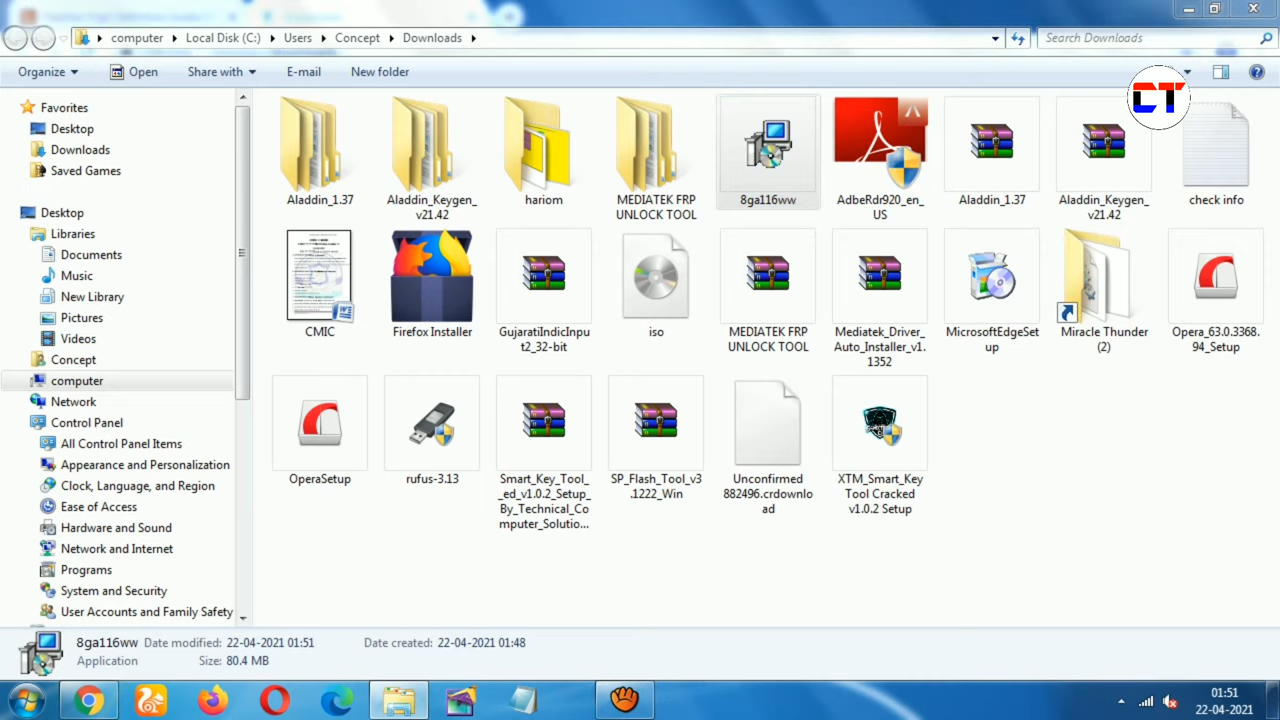 computer
Local Disk (C:)
Users
Concept
Downloads
Search Downloads
Organize
Open
Share with
E-mail
New folder
CT
Favorites
Desktop
Downloads
Saved Games
Desktop
Libraries
Documents
Music
New Library
Pictures
Videos
Concept
computer
Network
Control Panel
All Control Panel Items
Appearance and Personalization
Clock, Language, and Region
Ease of Access
Hardware and Sound
Network and Internet
Programs
System and Security
User Accounts and Family Safety
Aladdin_1.37
Aladdin_Keygen_
v21.42
hariom
MEDIATEK FRP
UNLOCK TOOL
8ga116ww
AdbeRdr920_en_
US
Aladdin_1.37
Aladdin_Keygen_
v21.42
check info
CMIC
Firefox Installer
GujaratiIndicInpu
t2_32-bit
iso
MEDIATEK FRP
UNLOCK TOOL
Mediatek_Driver_
Auto_Installer_v1.
1352
MicrosoftEdgeSet
up
Miracle Thunder
(2)
Opera_63.0.3368.
94_Setup
OperaSetup
rufus-3.13
Smart_Key_Tool_
_ed_v1.0.2_Setup_
By_Technical_Co
mputer_Solutio...
SP_Flash_Tool_v3
.1222_Win
Unconfirmed
882496.crdownlo
ad
XTM_Smart_Key
Tool Cracked
v1.0.2 Setup
8ga116ww Date modified: 22-04-2021 01:51 Date created: 22-04-2021 01:48
Application Size: 80.4 MB
01:51
22-04-2021